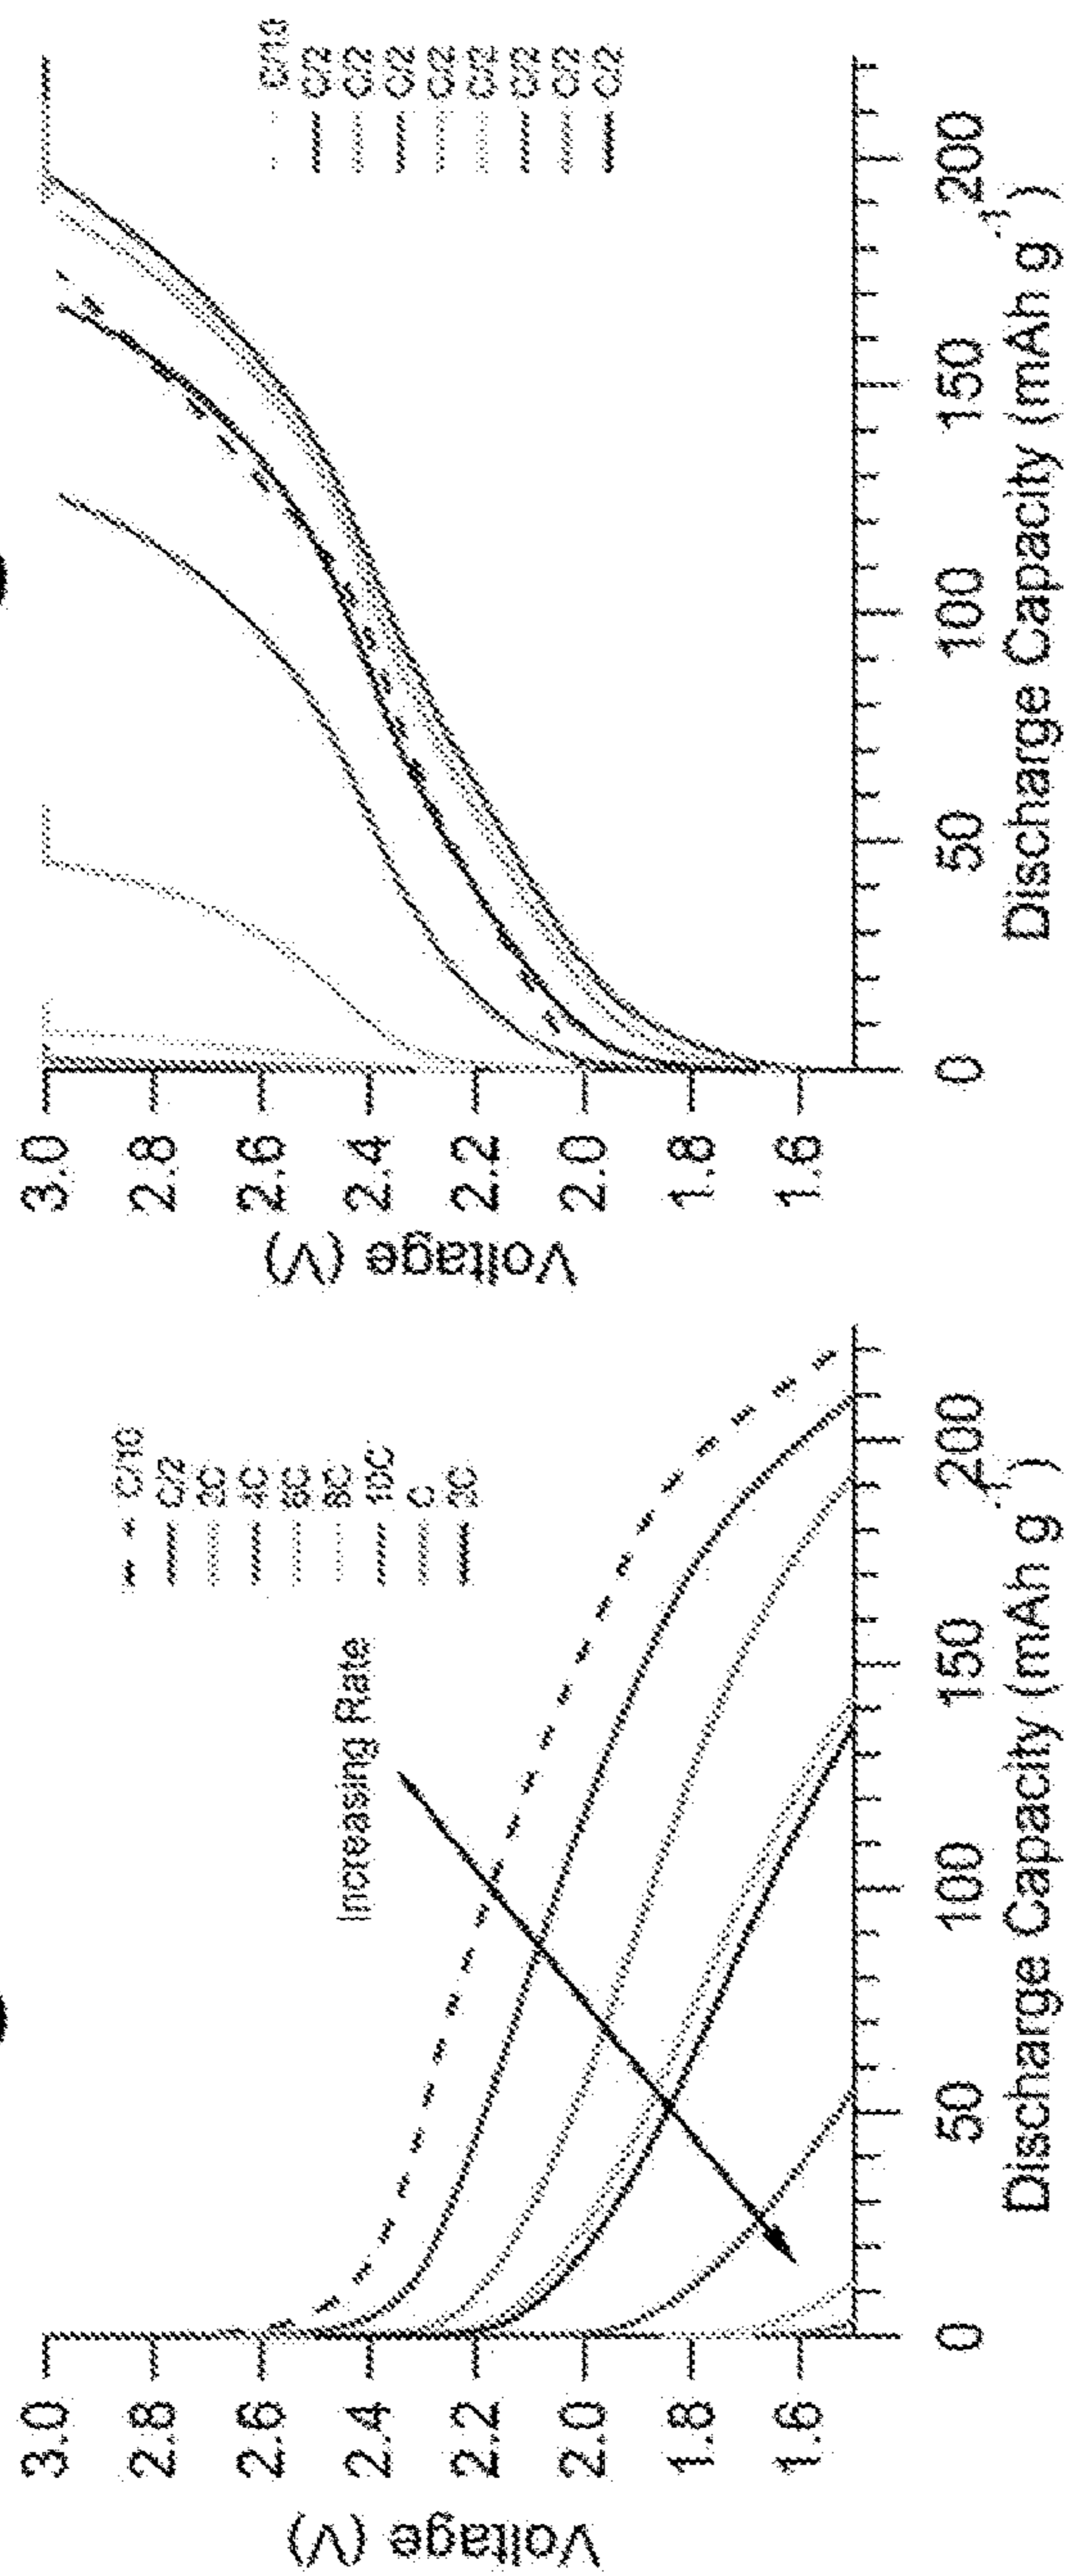 Voltage (V)
3.0
2.8
2.6
2.4
2.2
2.0
1.8
1.6
0
50
100
150
200
Discharge Capacity (mAh g-1)
Increasing Rate
C/10
C/2
4C
10C
C
Voltage (V)
3.0
2.8
2.6
2.4
2.2
2.0
1.8
1.6
0
50
100
150
200
Discharge Capacity (mAh g-1)
C/10
C/2
C/2
C/2
C/2
C/2
C/2
C/2
C/2